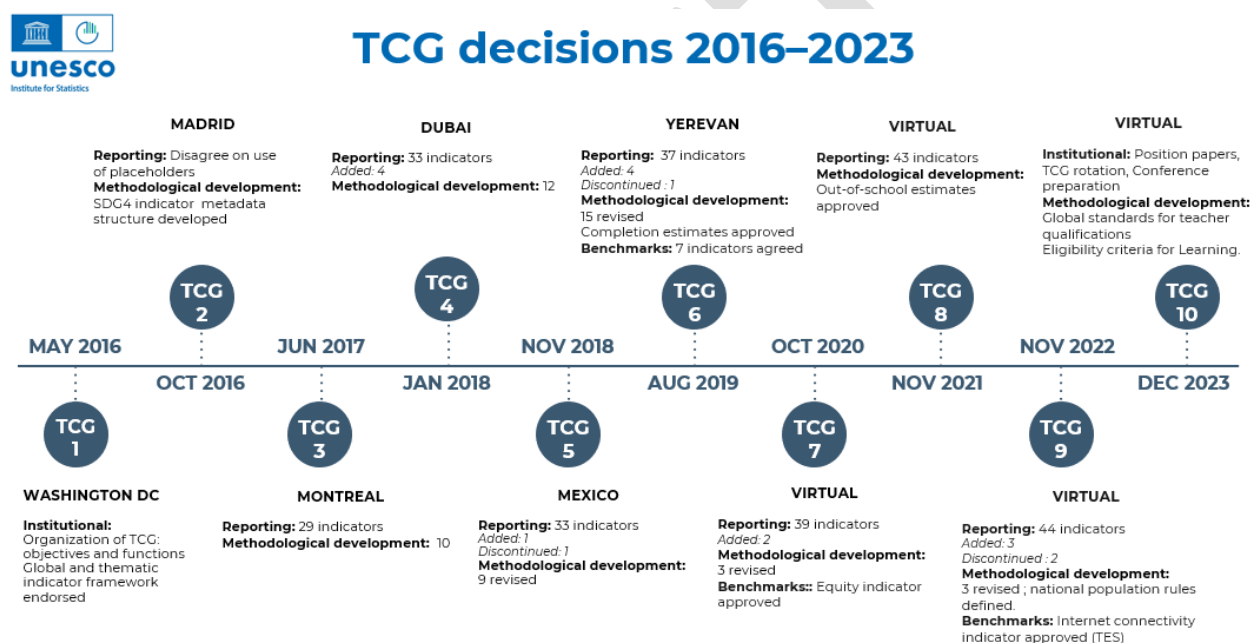 unesco
Institute for Statistics
TCG decisions 2016–2023
MADRID
Reporting: Disagree on use
of placeholders
Methodological development:
SDG4 indicator metadata
structure developed
DUBAI
Reporting: 33 indicators
Added: 4
Methodological development: 12
YEREVAN
Reporting: 37 indicators
Added: 4
Discontinued : 1
Methodological development:
15 revised
Completion estimates approved
Benchmarks: 7 indicators agreed
VIRTUAL
Reporting: 43 indicators
Methodological development:
Out-of-school estimates
approved
VIRTUAL
Institutional: Position papers,
TCG rotation, Conference
preparation
Methodological development:
Global standards for teacher
qualifications
Eligibility criteria for Learning.
TCG
2
TCG
4
TCG
6
TCG
8
TCG
10
MAY 2016
JUN 2017
NOV 2018
OCT 2020
NOV 2022
OCT 2016
JAN 2018
AUG 2019
NOV 2021
DEC 2023
TCG
1
TCG
3
TCG
5
TCG
7
TCG
9
WASHINGTON DC
Institutional:
Organization of TCG:
objectives and functions
Global and thematic
indicator framework
endorsed
MONTREAL
Reporting: 29 indicators
Methodological development: 10
MEXICO
Reporting: 33 indicators
Added: 1
Discontinued: 1
Methodological development:
9 revised
VIRTUAL
Reporting: 39 indicators
Added: 2
Methodological development:
3 revised
Benchmarks:: Equity indicator
approved
VIRTUAL
Reporting: 44 indicators
Added: 3
Discontinued : 2
Methodological development:
3 revised ; national population rules
defined.
Benchmarks: Internet connectivity
indicator approved (TES)